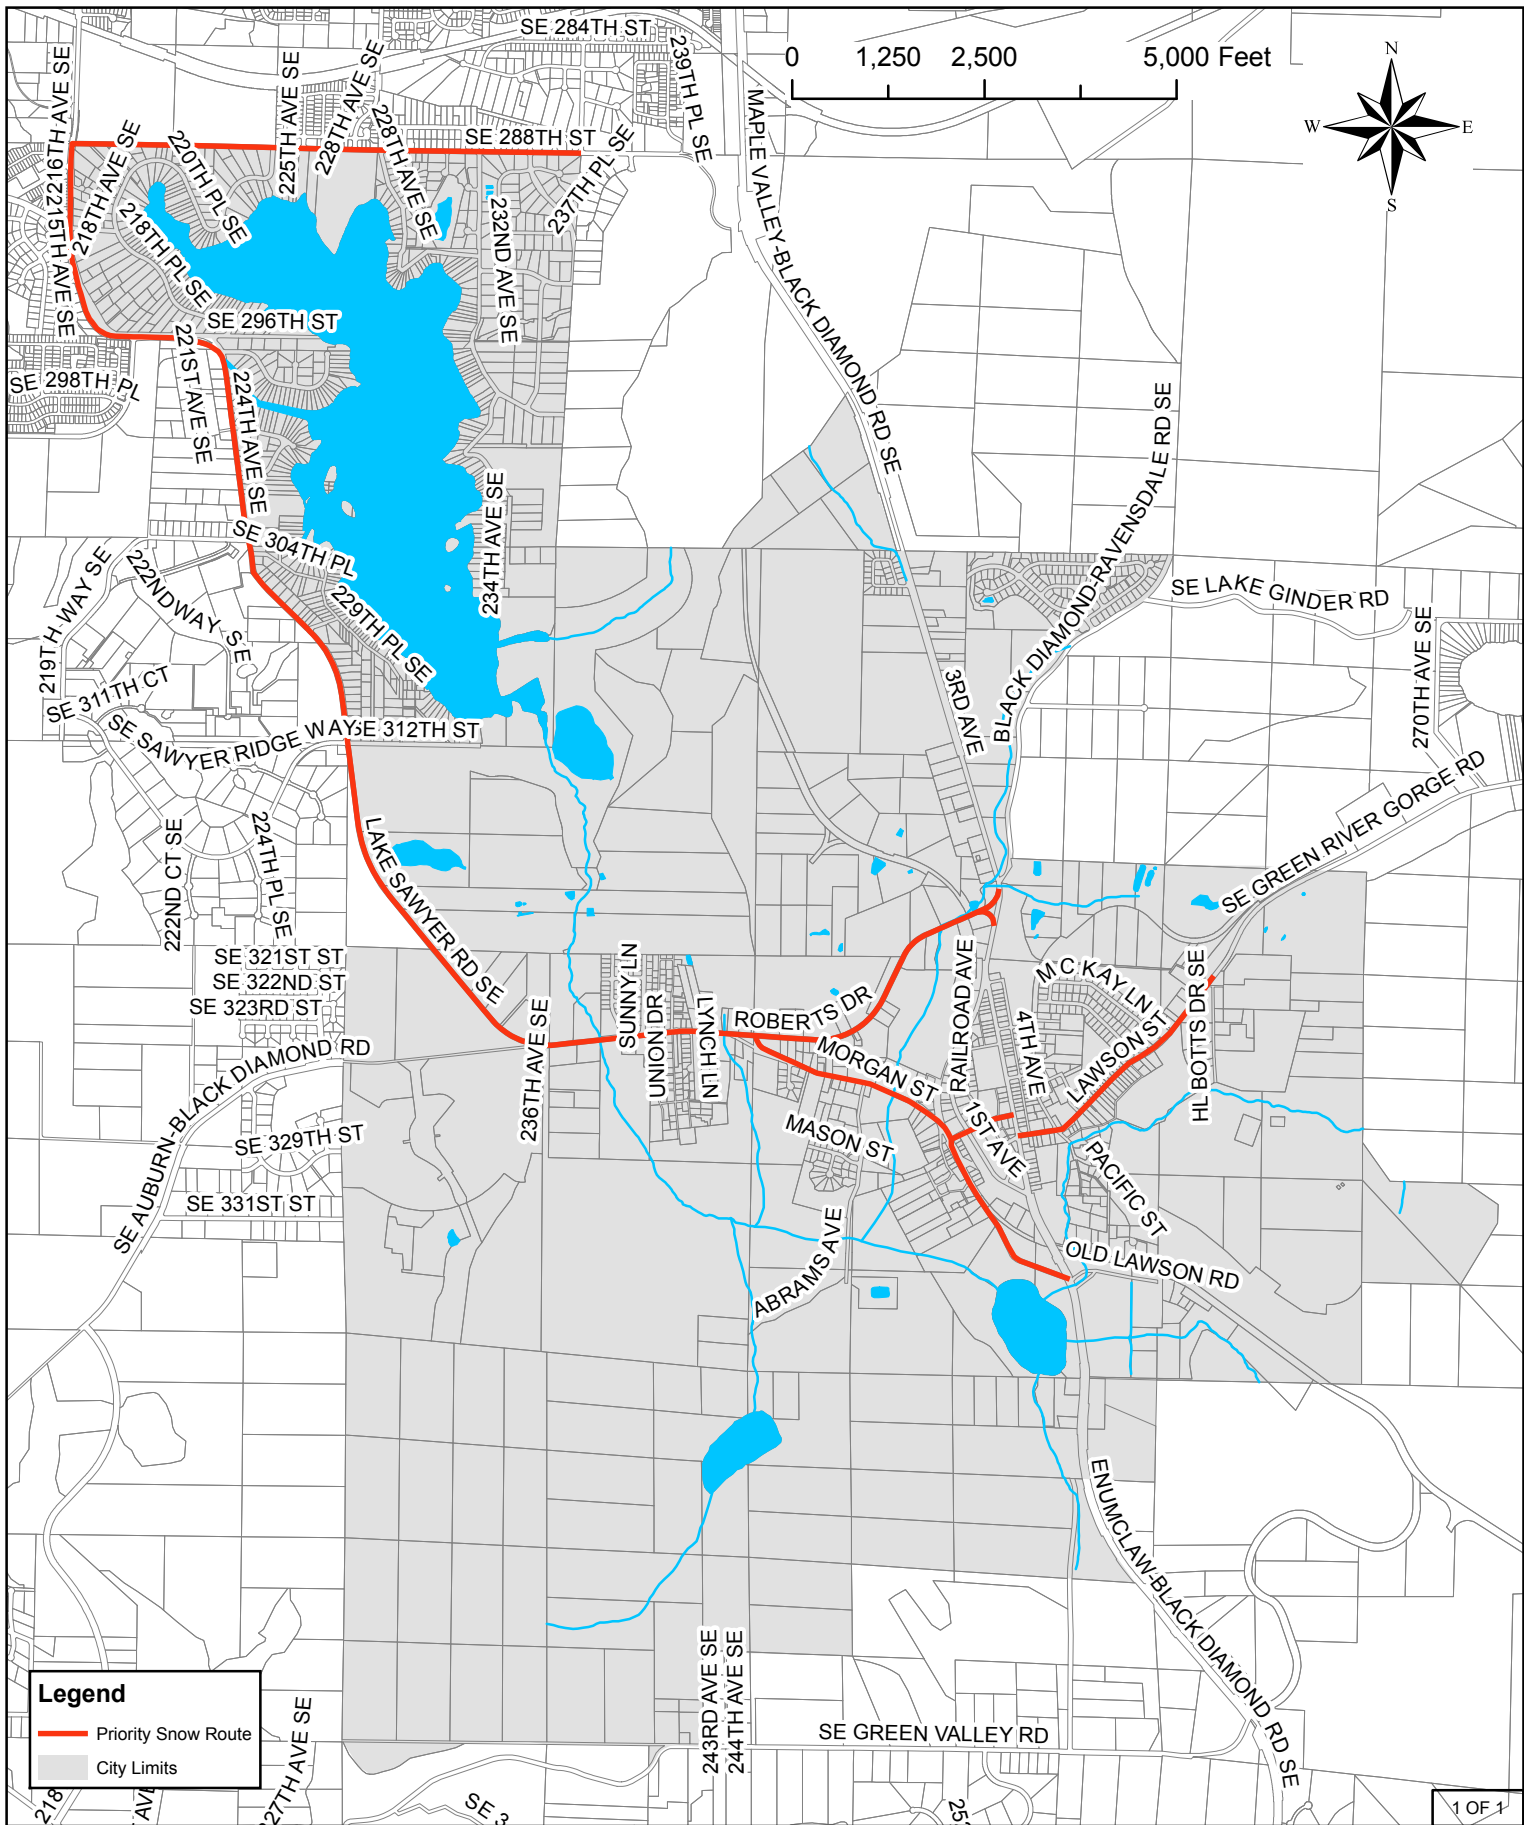 SE 284TH ST
0 1,250 2,500 5,000 Feet
N
W E
S
216TH AVE SE
225TH AVE SE
228TH AVE SE
239TH PL SE
228TH AVE SE
SE 288TH ST
MAPLE VALLEY-BLACK DIAMOND RD SE
218TH AVE SE
220TH PL SE
237TH PL SE
215TH AVE SE
218TH PL SE
232ND AVE SE
SE 296TH ST
221ST AVE SE
SE 298TH PL
224TH AVE SE
234TH AVE SE
BLACK DIAMOND-RAVENSDALE RD SE
SE 304TH PL
222ND WAY SE
219TH WAY SE
229TH PL SE
SE LAKE GINDER RD
270TH AVE SE
SE 311TH CT
3RD AVE
SE SAWYER RIDGE WAY
SE 312TH ST
SE GREEN RIVER GORGE RD
222ND CT SE
224TH PL SE
LAKE SAWYER RD SE
SE 321ST ST
SE 322ND ST
SE 323RD ST
SUNNY LN
UNION DR
LYNCH LN
ROBERTS DR
RAILROAD AVE
MC KAY LN
HL BOTTS DR SE
4TH AVE
LAWSON ST
SE AUBURN-BLACK DIAMOND RD
236TH AVE SE
MORGAN ST
1ST AVE
MASON ST
SE 329TH ST
PACIFIC ST
SE 331ST ST
ABRAMS AVE
OLD LAWSON RD
ENUMCLAW-BLACK DIAMOND RD SE
243RD AVE SE
244TH AVE SE
SE GREEN VALLEY RD
Legend
Priority Snow Route
City Limits
218
AVE
227TH AVE SE
SE 3
25
1 OF 1